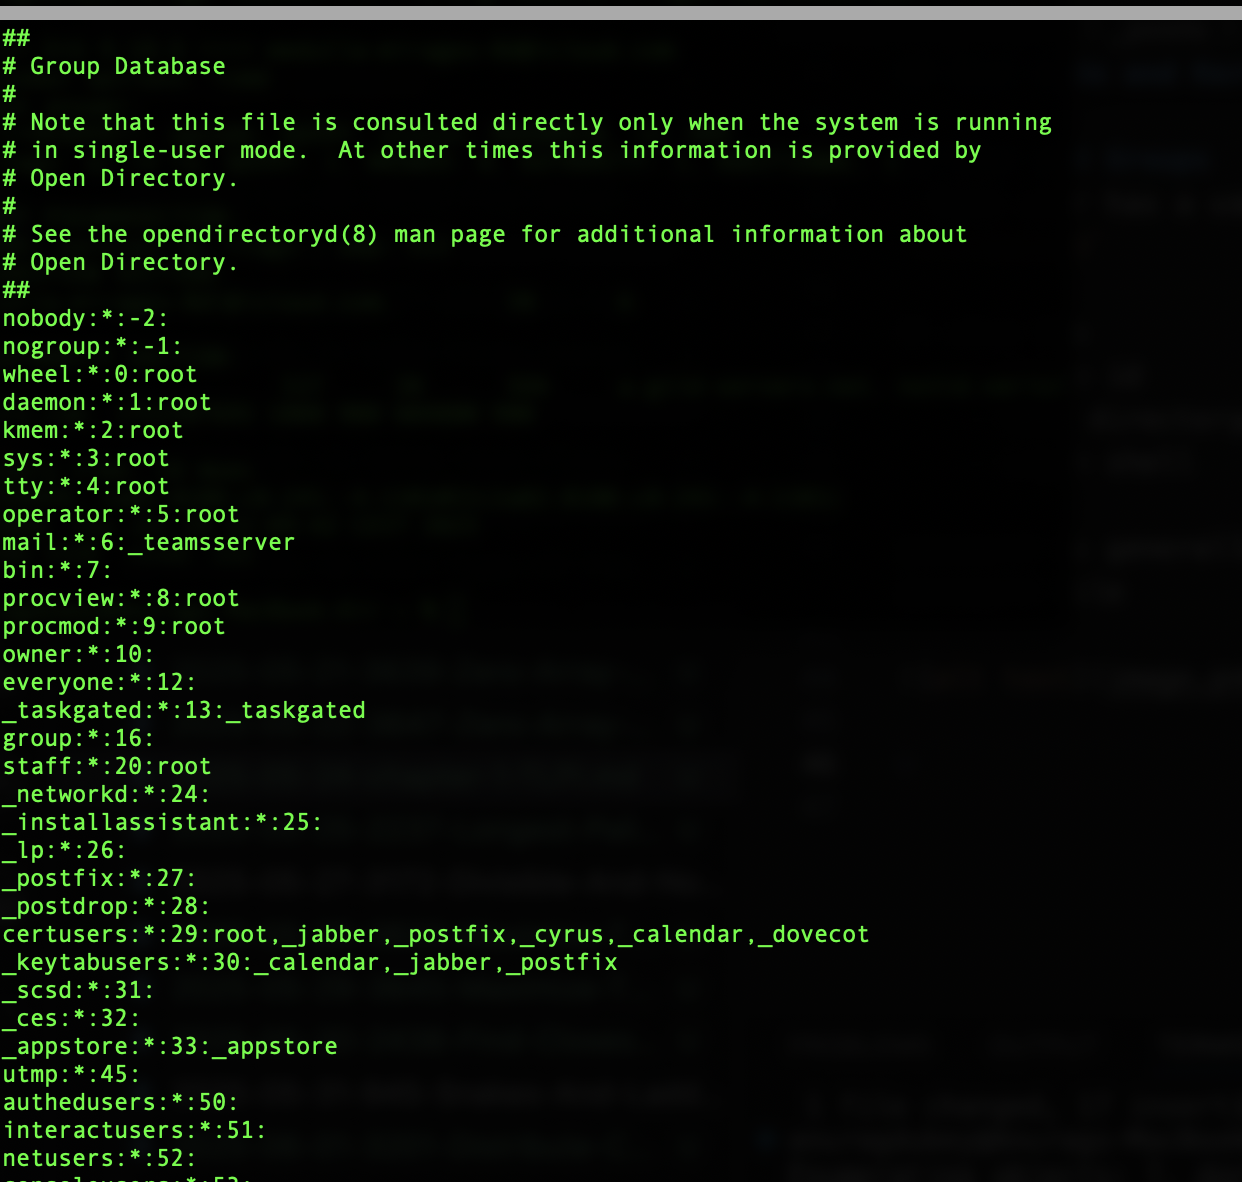 ##
# Group Database
#
# Note that this file is consulted directly only when the system is running
# in single-user mode.  At other times this information is provided by
# Open Directory.
#
# See the opendirectoryd(8) man page for additional information about
# Open Directory.
##
nobody:*:-2:
nogroup:*:-1:
wheel:*:0:root
daemon:*:1:root
kmem:*:2:root
sys:*:3:root
tty:*:4:root
operator:*:5:root
mail:*:6:_teamsserver
bin:*:7:
procview:*:8:root
procmod:*:9:root
owner:*:10:
everyone:*:12:
_taskgated:*:13:_taskgated
group:*:16:
staff:*:20:root
_networkd:*:24:
_installassistant:*:25:
_lp:*:26:
_postfix:*:27:
_postdrop:*:28:
certusers:*:29:root,_jabber,_postfix,_cyrus,_calendar,_dovecot
_keytabusers:*:30:_calendar,_jabber,_postfix
_scsd:*:31:
_ces:*:32:
_appstore:*:33:_appstore
utmp:*:45:
authedusers:*:50:
interactusers:*:51:
netusers:*:52: